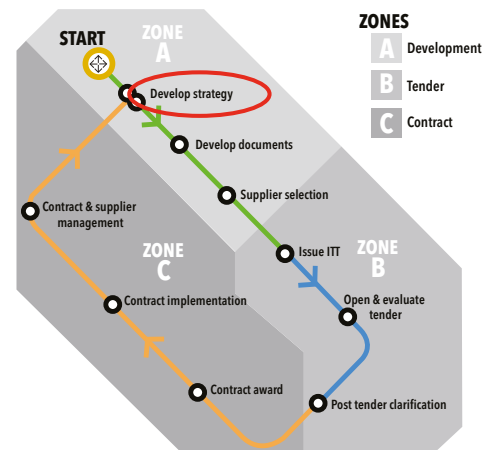 START
ZONE
A
Develop strategy
Develop documents
Supplier selection
Issue ITT
ZONE
B
Open & evaluate
tender
Post tender clarification
Contract award
Contract implementation
ZONE
C
Contract & supplier
management
ZONES
A Development
B Tender
C Contract